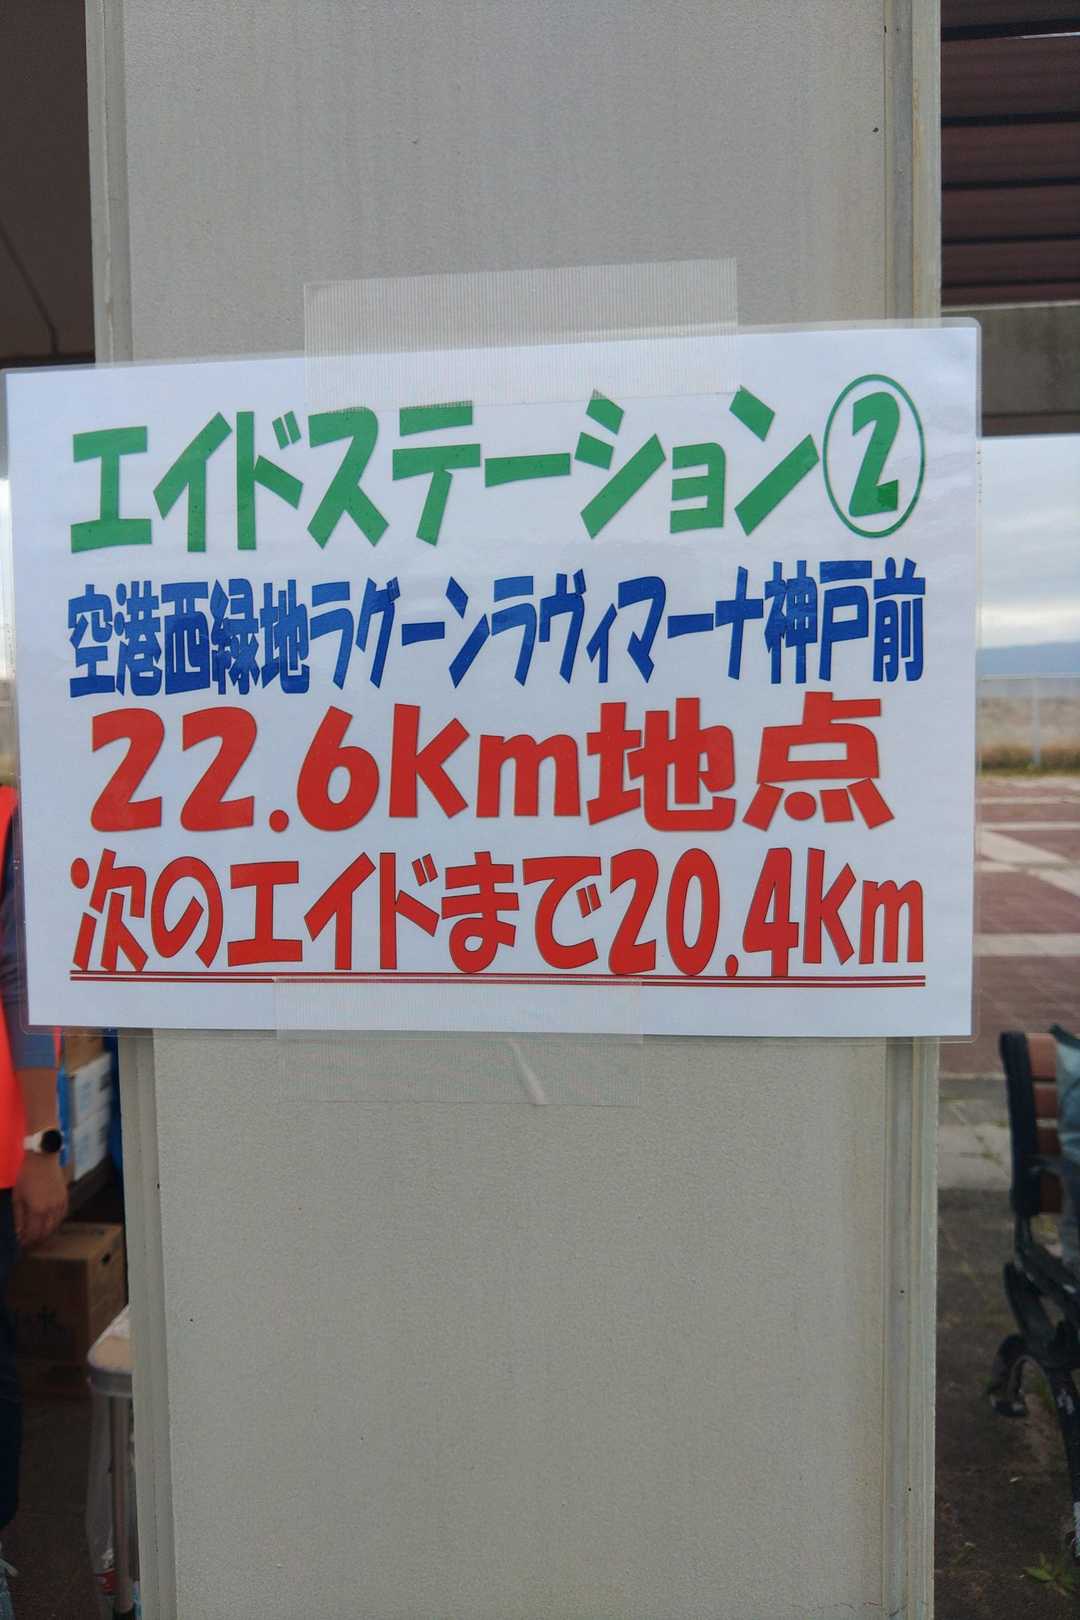 エイドステーション②
空港西緑地ラグーンラヴィマーナ神戸前
22.6km地点
次のエイドまで20.4km